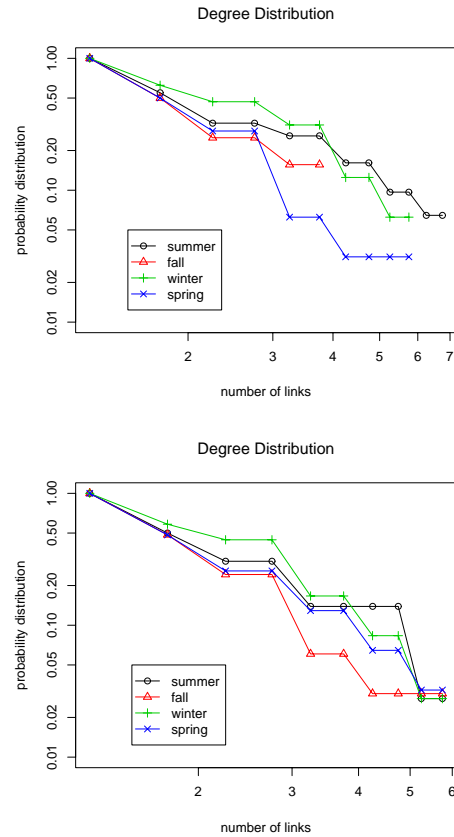 Degree Distribution
probability distribution
1.00
0.50
0.20
0.10
0.05
0.02
0.01
summer
fall
winter
spring
2 3 4 5 6 7
number of links
Degree Distribution
probability distribution
1.00
0.50
0.20
0.10
0.05
0.02
0.01
summer
fall
winter
spring
2 3 4 5 6
number of links